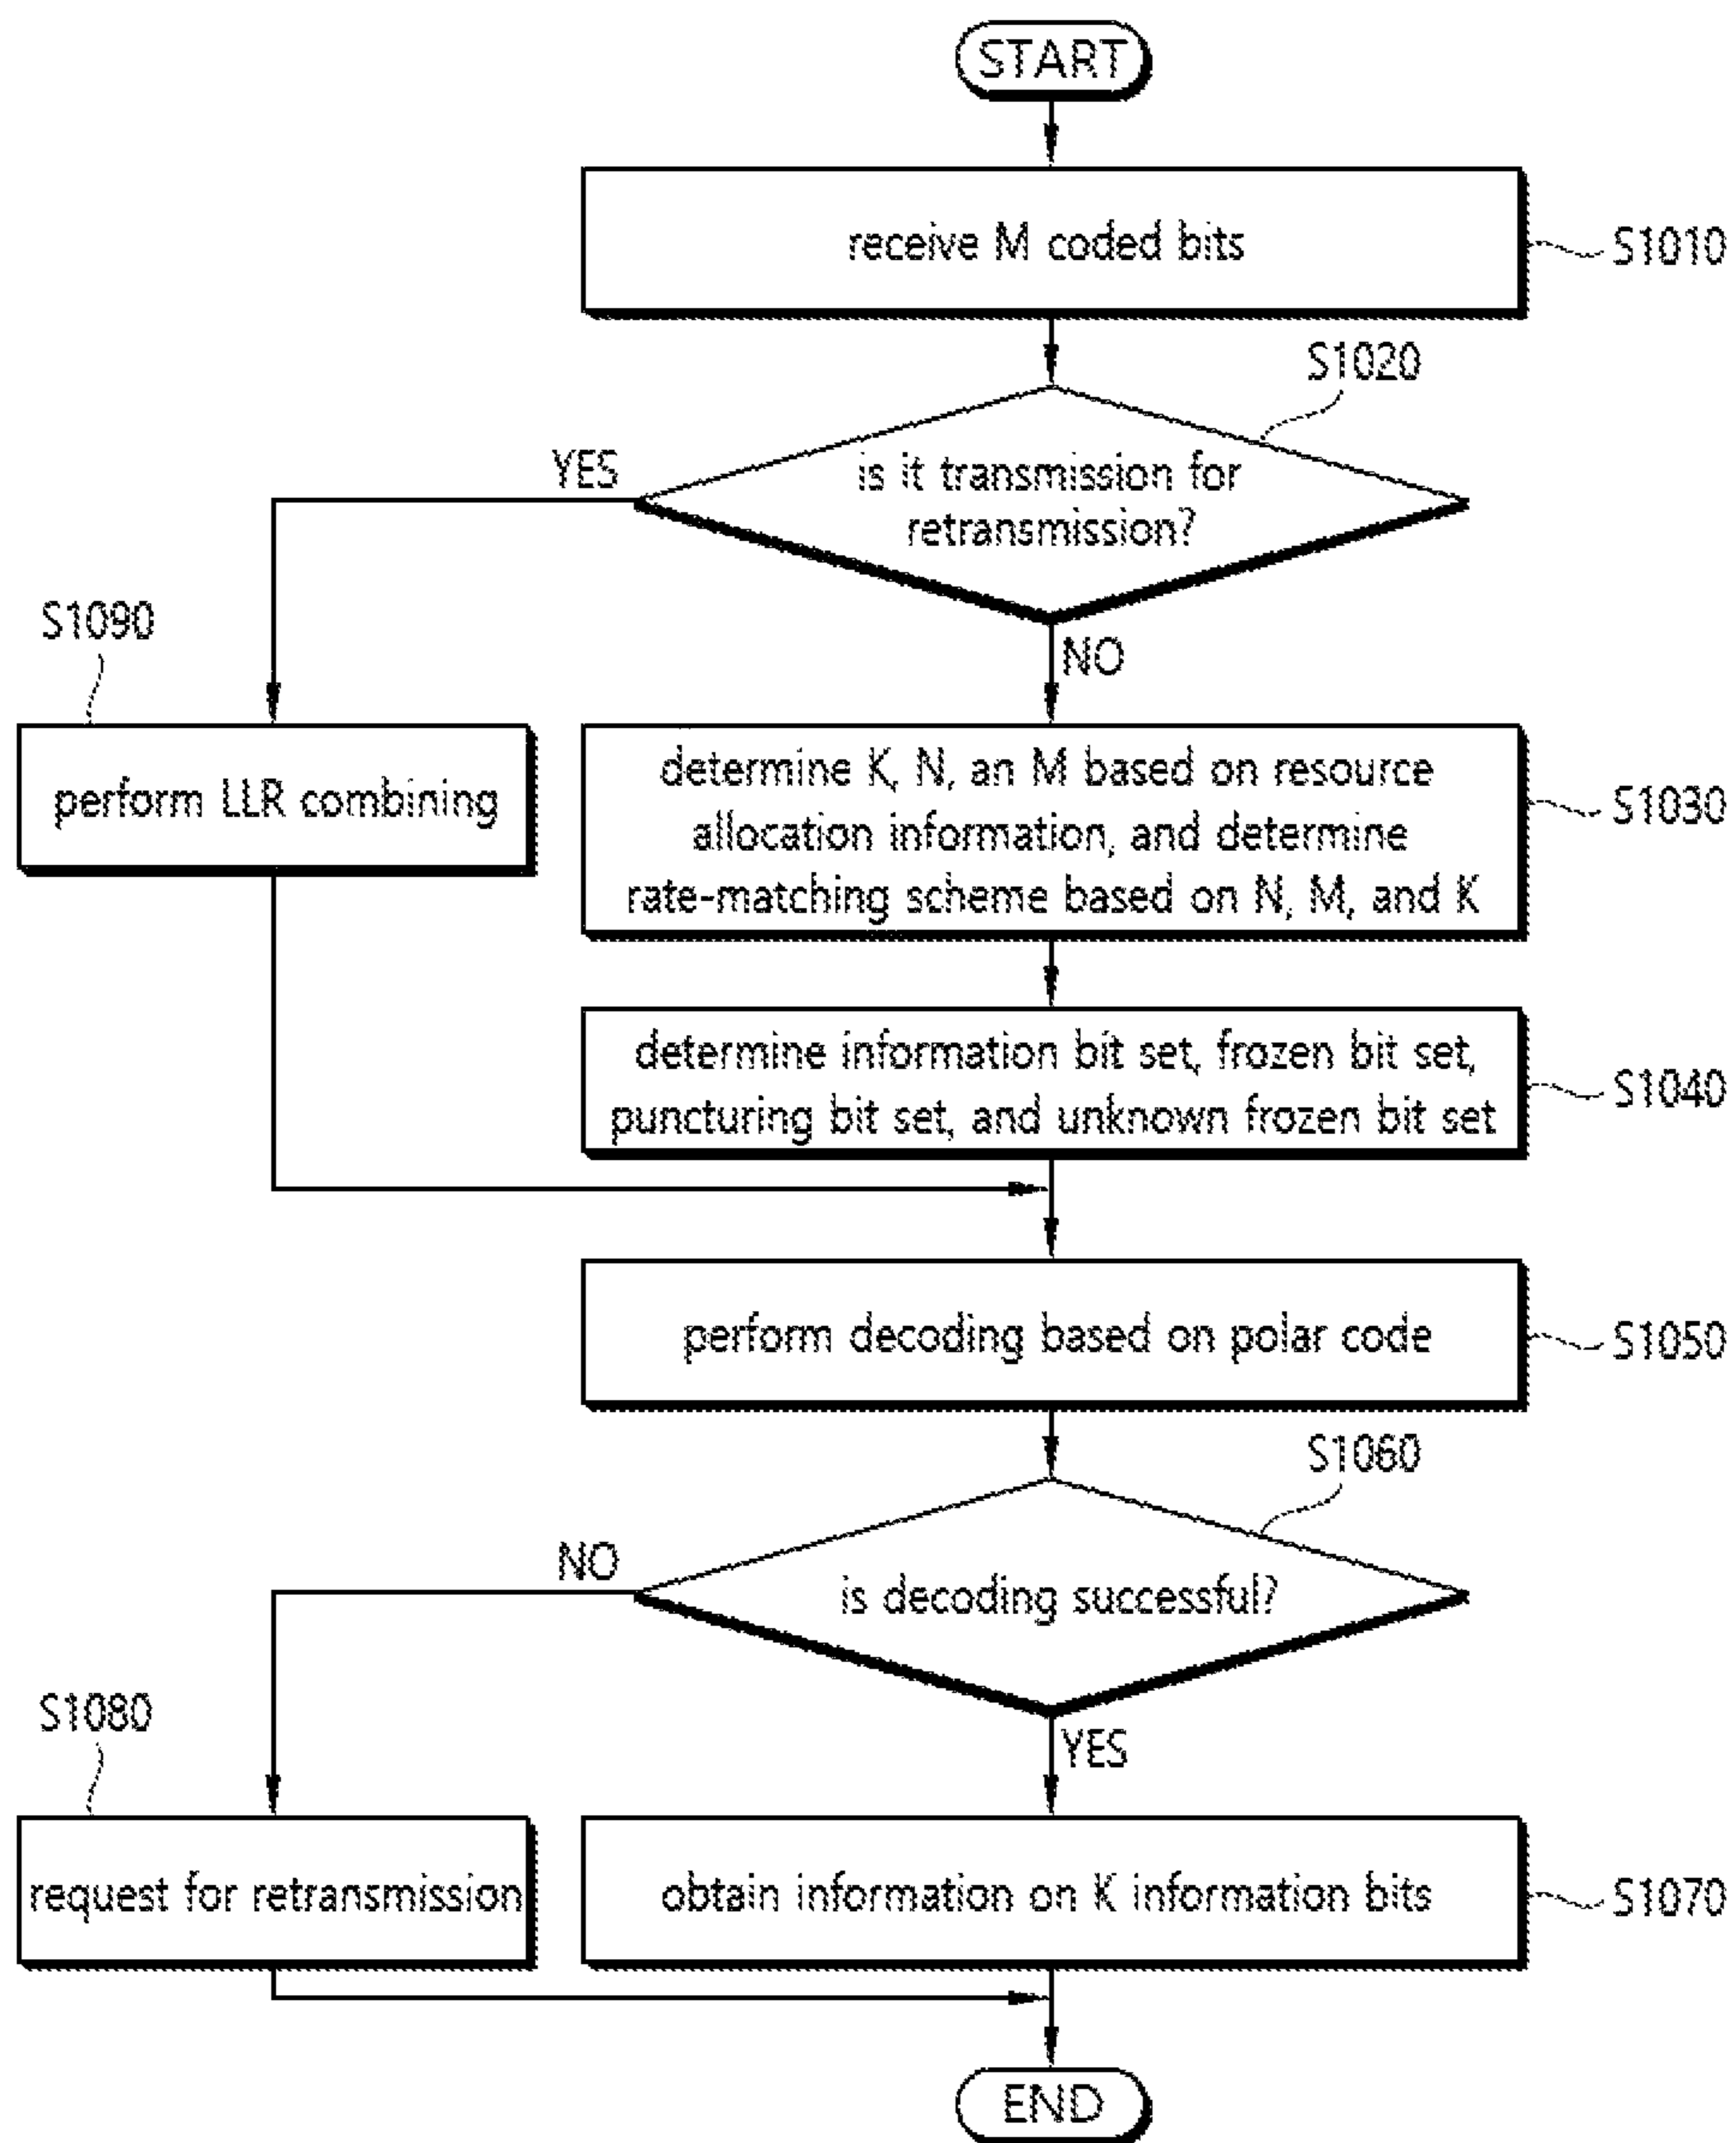 START
receive M coded bits
S1010
S1020
is it transmission for
retransmission?
YES
NO
S1090
perform LLR combining
determine K, N, an M based on resource
allocation information, and determine
rate-matching scheme based on N, M, and K
S1030
determine information bit set, frozen bit set,
puncturing bit set, and unknown frozen bit set
S1040
perform decoding based on polar code
S1050
S1060
is decoding successful?
NO
YES
S1080
request for retransmission
obtain information on K information bits
S1070
END